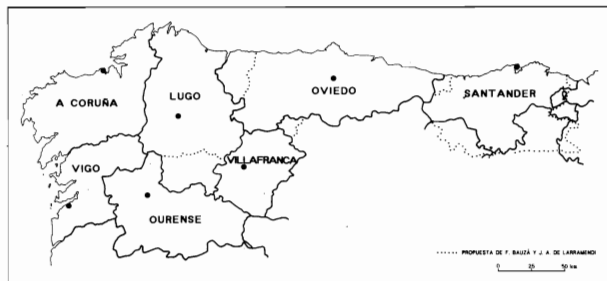 A CORUÑA
LUGO
OVIEDO
SANTANDER
VIGO
VILLAFRANCA
OURENSE
PROPUESTA DE F. BAUZÁ Y J. A. DE LARRAMENDI
0 25 50 km